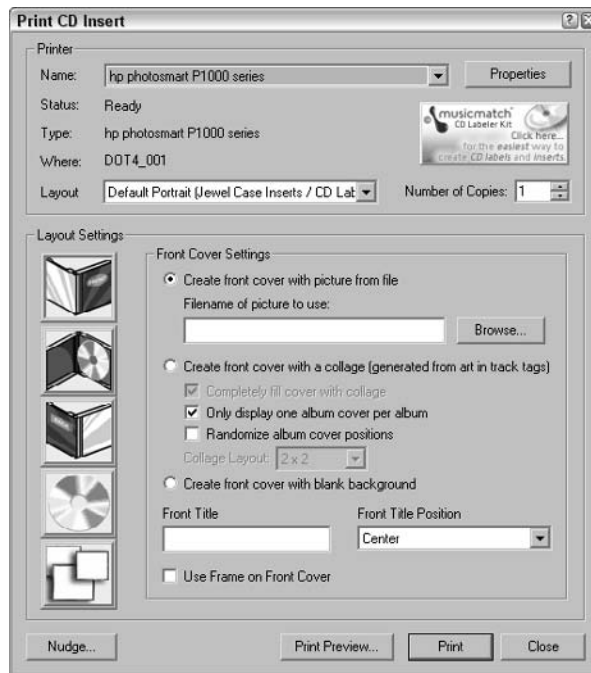 Print CD Insert
Printer
Name: hp photosmart P1000 series Properties
Status: Ready
Type: hp photosmart P1000 series
Where: DOT4_001
musicmatch
CD Labeler Kit
Click here...
for the easiest way to
create CD labels and inserts.
Layout Default Portrait (Jewel Case Inserts / CD Lab Number of Copies: 1
Layout Settings
Front Cover Settings
Create front cover with picture from file
Filename of picture to use:
Browse...
Create front cover with a collage (generated from art in track tags)
Completely fill cover with collage
Only display one album cover per album
Randomize album cover positions
Collage Layout: 2 x 2
Create front cover with blank background
Front Title Front Title Position
Center
Use Frame on Front Cover
Nudge... Print Preview... Print Close